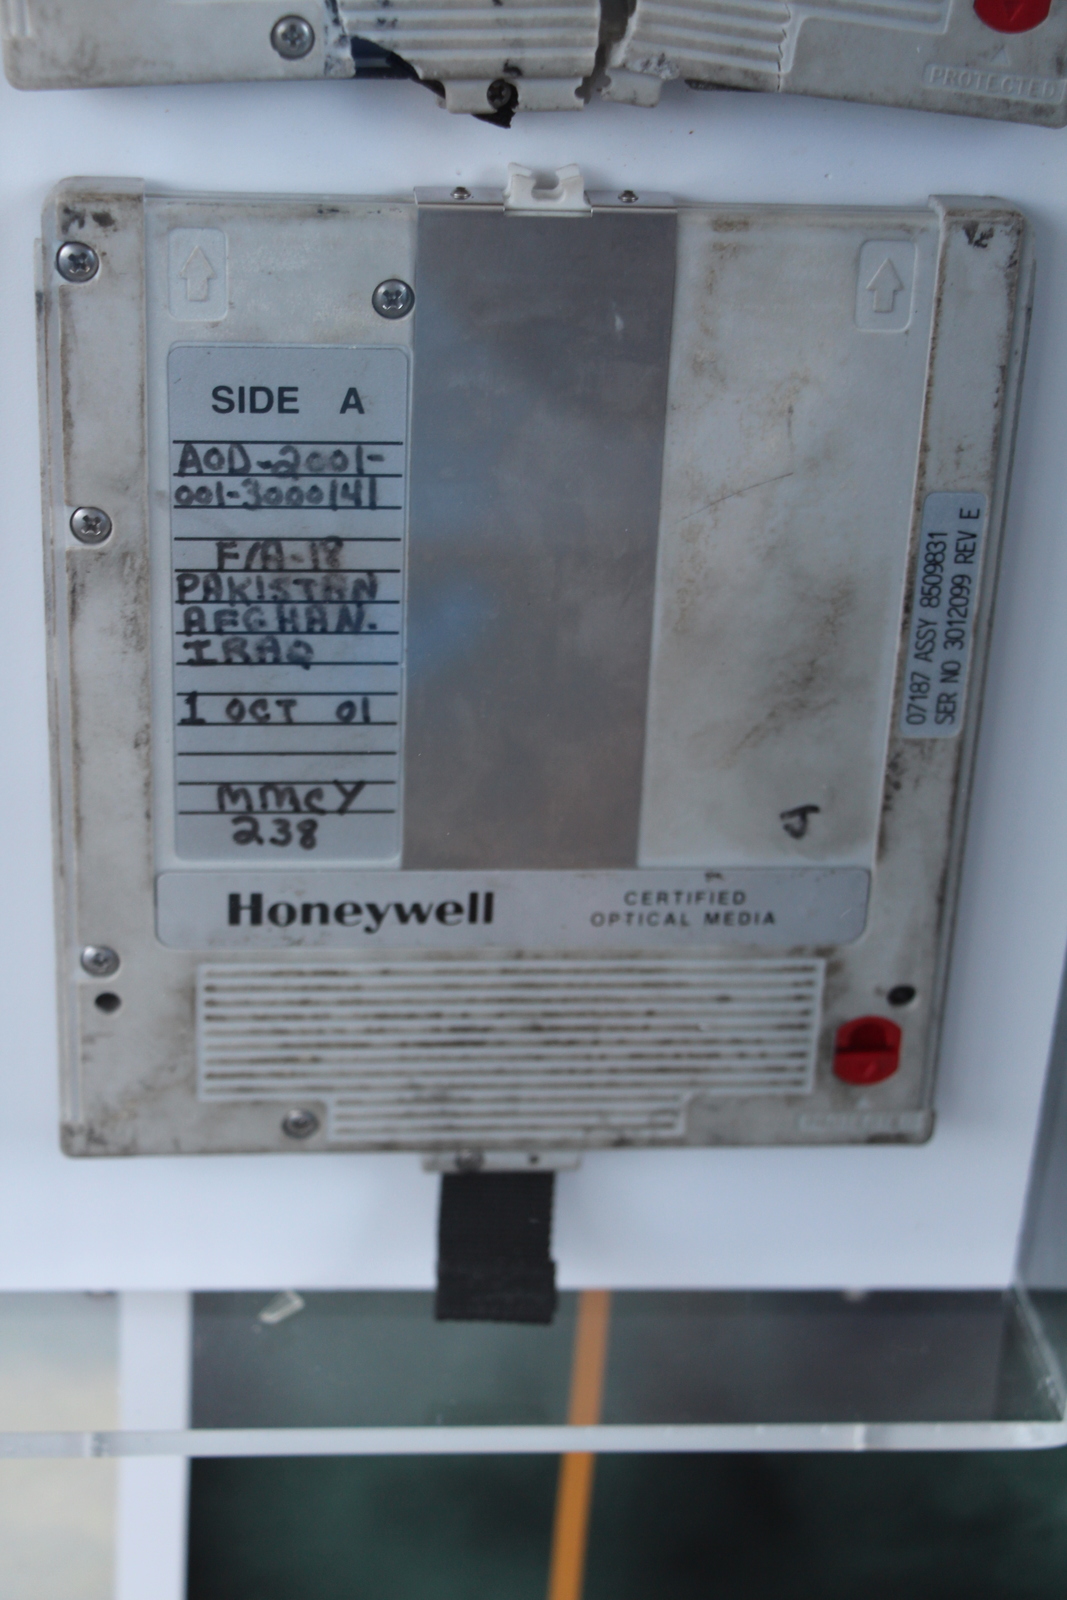 PROTECTED
SIDE A
AOD-2001-
001-3000141
F/A-18
PAKISTAN
AFGHAN.
IRAQ
1 OCT 01
MMCY
238
07187 ASSY 8509831
SER NO 3012099 REV E
Honeywell
CERTIFIED
OPTICAL MEDIA